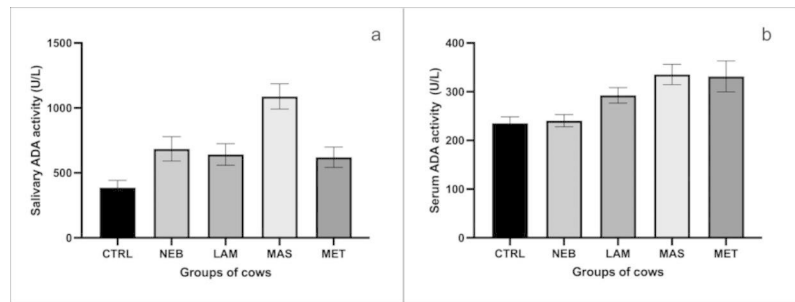 a
Salivary ADA activity (U/L)
1500
1000
500
0
CTRL NEB LAM MAS MET
Groups of cows
b
Serum ADA activity (U/L)
400
300
200
100
0
CTRL NEB LAM MAS MET
Groups of cows